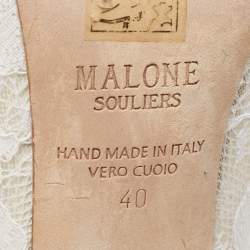 MALONE
SOULIERS
HAND MADE IN ITALY
VERO CUOIO
40